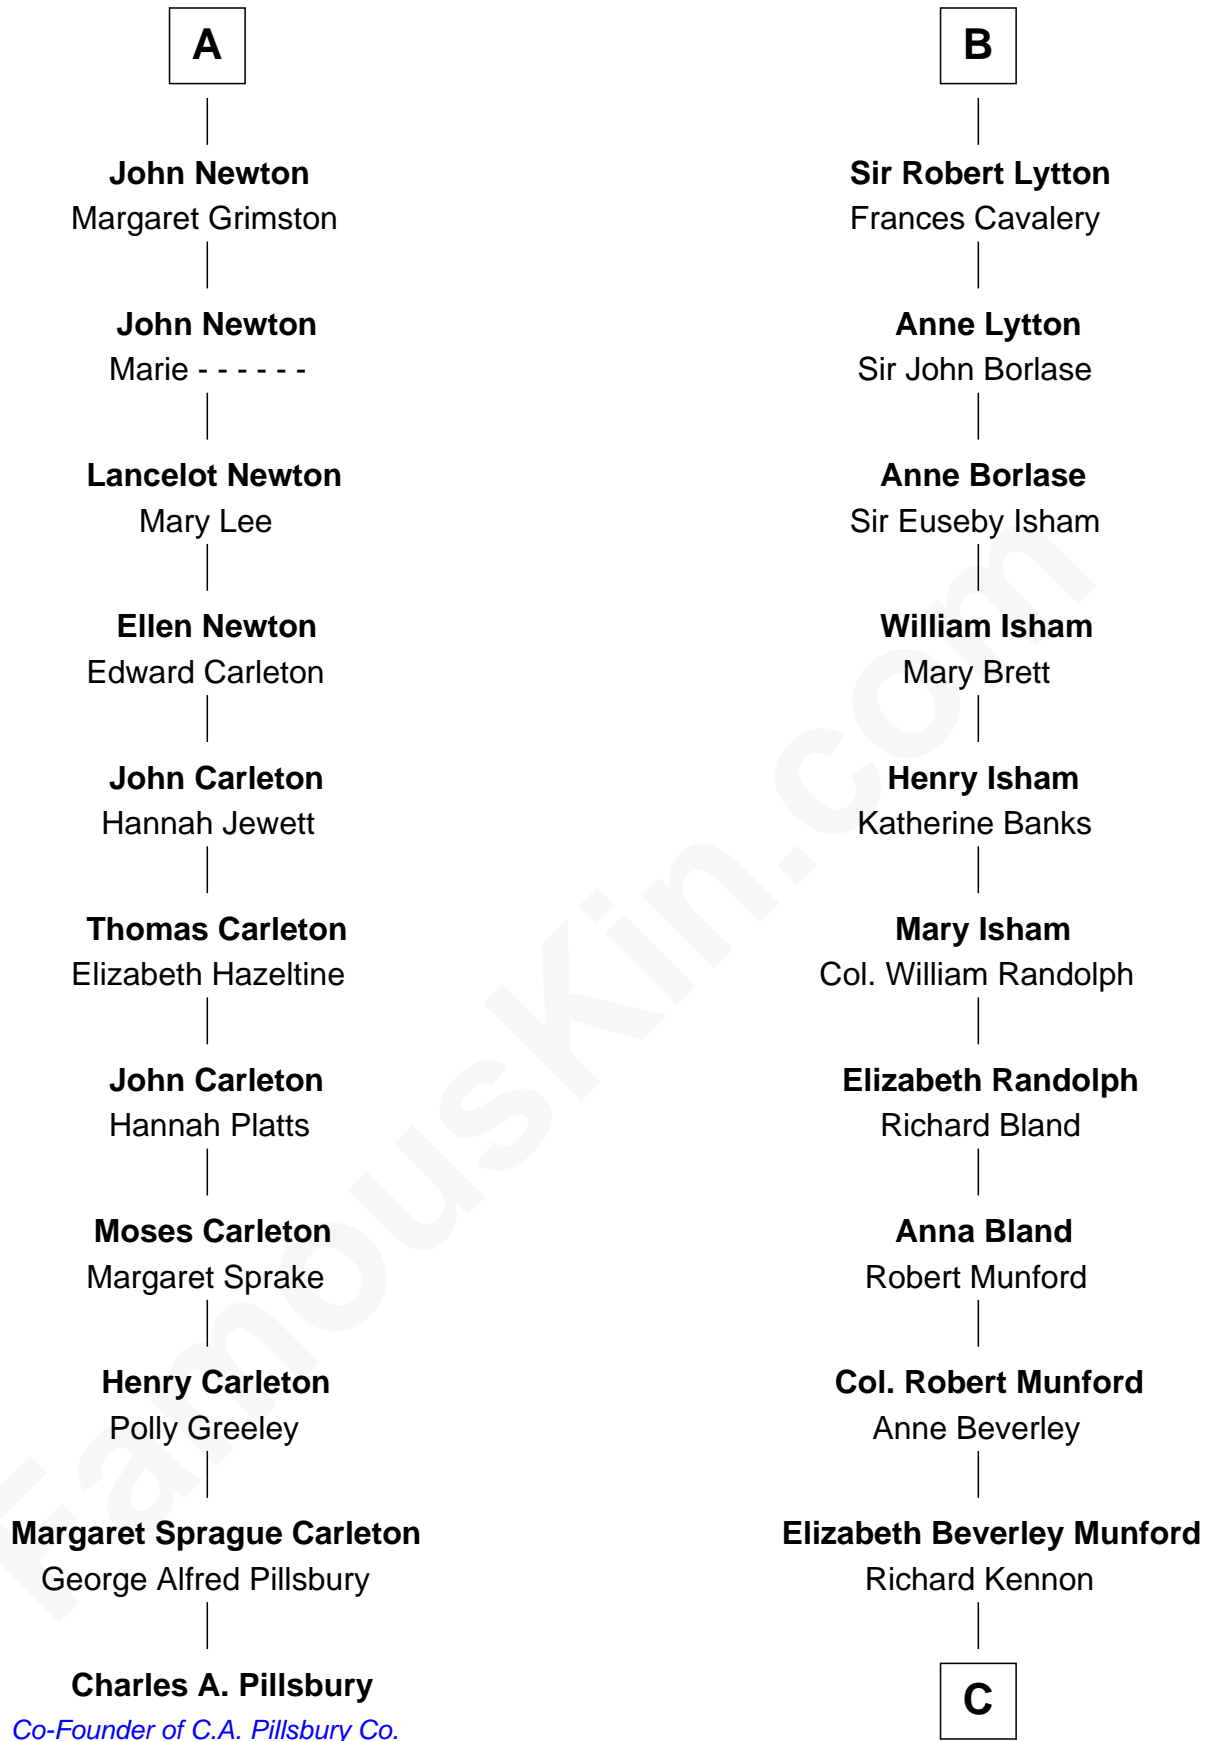 A
John Newton
Margaret Grimston
John Newton
Marie - - - - - -
Lancelot Newton
Mary Lee
Ellen Newton
Edward Carleton
John Carleton
Hannah Jewett
Thomas Carleton
Elizabeth Hazeltine
John Carleton
Hannah Platts
Moses Carleton
Margaret Sprake
Henry Carleton
Polly Greeley
Margaret Sprague Carleton
George Alfred Pillsbury
Charles A. Pillsbury
Co-Founder of C.A. Pillsbury Co.
B
Sir Robert Lytton
Frances Cavalery
Anne Lytton
Sir John Borlase
Anne Borlase
Sir Euseby Isham
William Isham
Mary Brett
Henry Isham
Katherine Banks
Mary Isham
Col. William Randolph
Elizabeth Randolph
Richard Bland
Anna Bland
Robert Munford
Col. Robert Munford
Anne Beverley
Elizabeth Beverley Munford
Richard Kennon
C
FamousKin.com